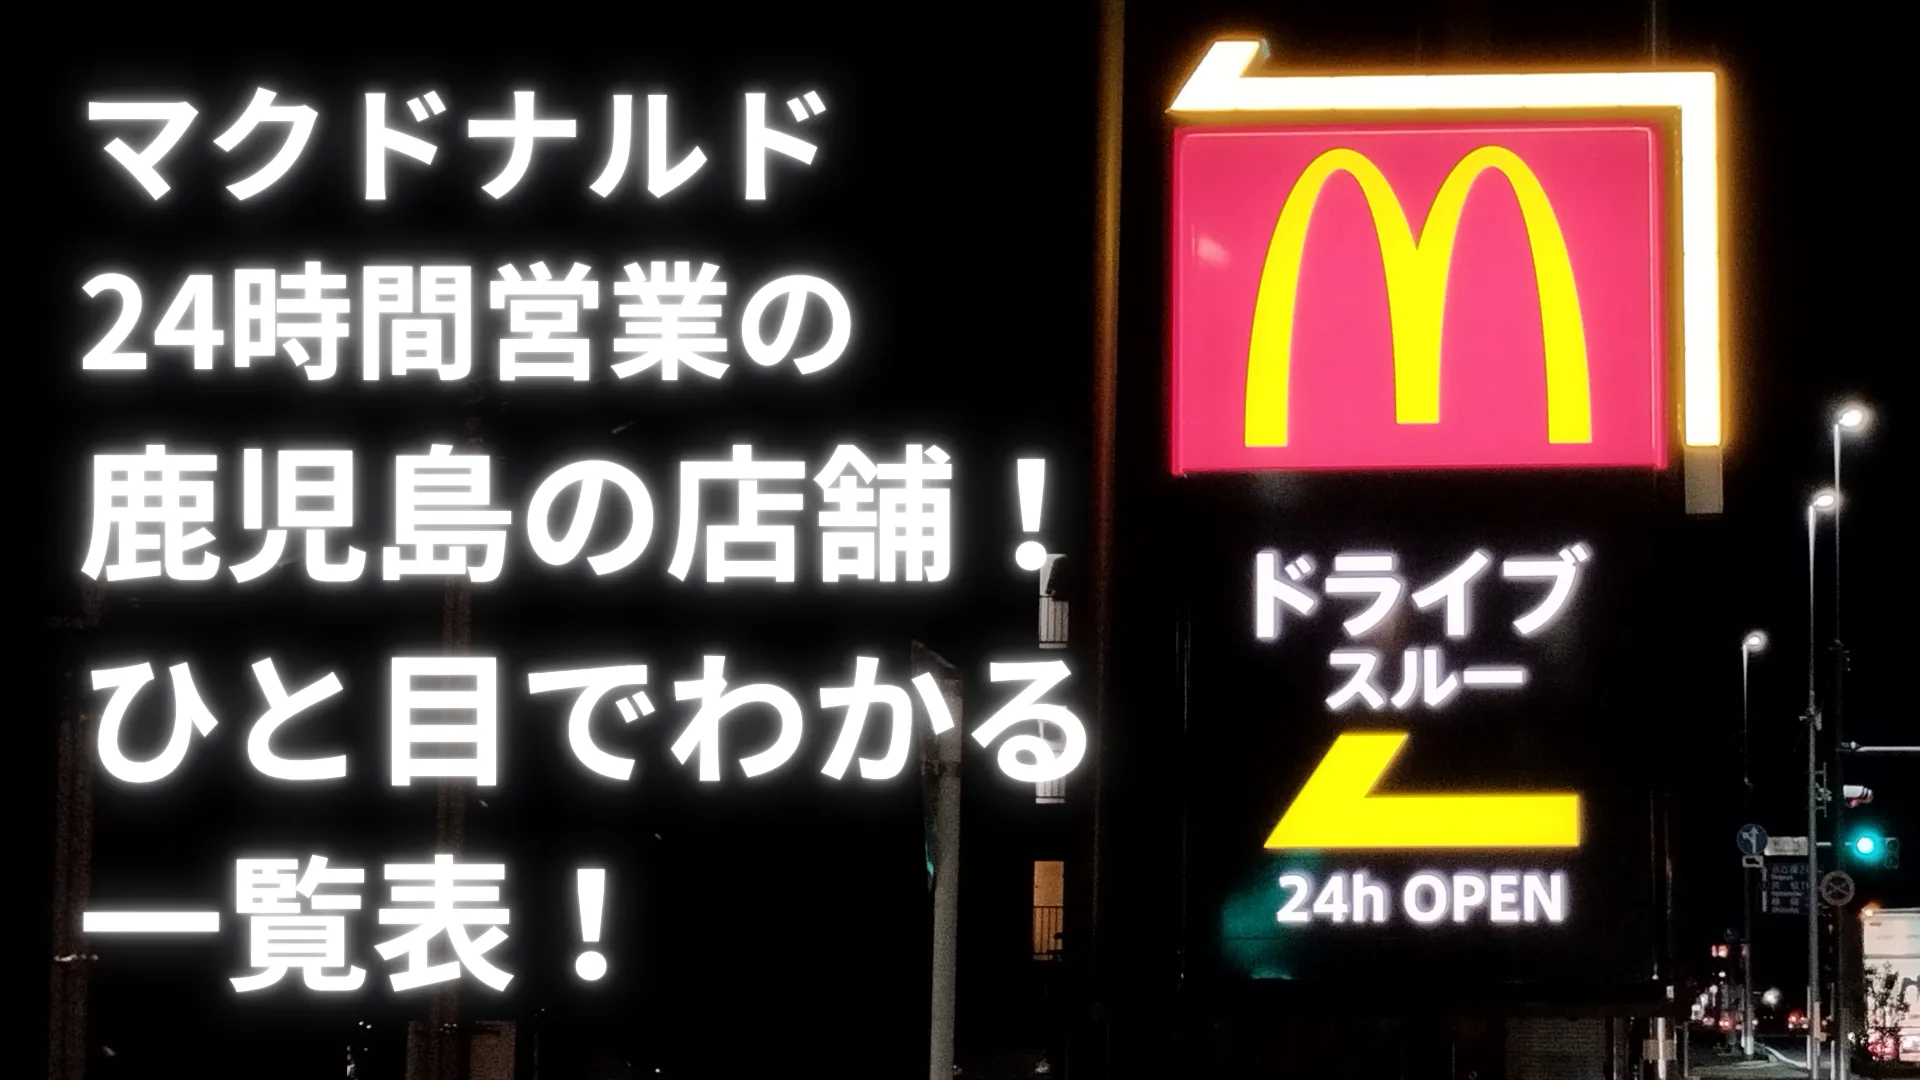 マクドナルド
24時間営業の
鹿児島の店舗！
ひと目でわかる
一覧表！
ドライブ
スルー
24h OPEN